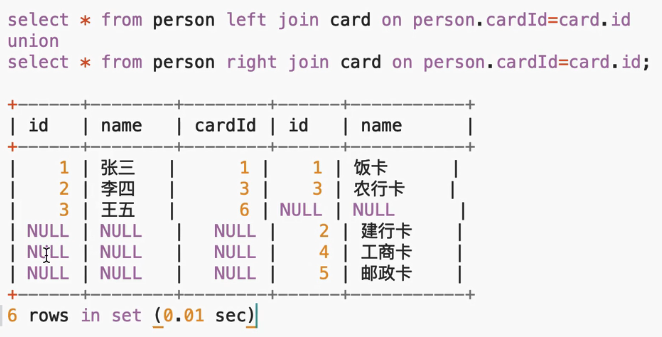 select * from person left join card on person.cardId=card.id
union
select * from person right join card on person.cardId=card.id;
+------+--------+--------+------+-----------+
| id | name | cardId | id | name |
+------+--------+--------+------+-----------+
| 1 | 张三 | 1 | 1 | 饭卡 |
| 2 | 李四 | 3 | 3 | 农行卡 |
| 3 | 王五 | 6 | NULL | NULL |
| NULL | NULL | NULL | 2 | 建行卡 |
| NULL | NULL | NULL | 4 | 工商卡 |
| NULL | NULL | NULL | 5 | 邮政卡 |
+------+--------+--------+------+-----------+
6 rows in set (0.01 sec)